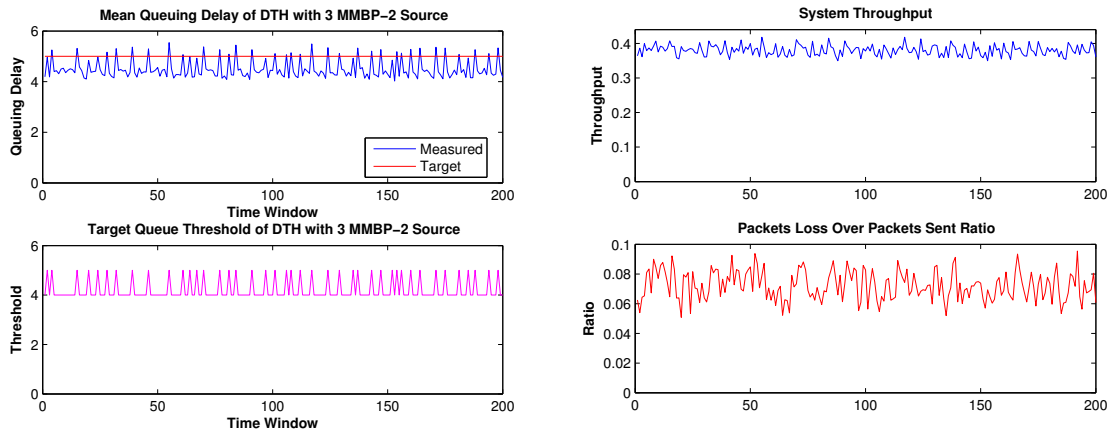 Mean Queuing Delay of DTH with 3 MMBP−2 Source
6
4
2
0
Queuing Delay
Measured
Target
0 50 100 150 200
Time Window
System Throughput
0.4
0.3
0.2
0.1
0
Throughput
0 50 100 150 200
Target Queue Threshold of DTH with 3 MMBP−2 Source
6
4
2
0
Threshold
0 50 100 150 200
Time Window
Packets Loss Over Packets Sent Ratio
0.1
0.08
0.06
0.04
0.02
0
Ratio
0 50 100 150 200